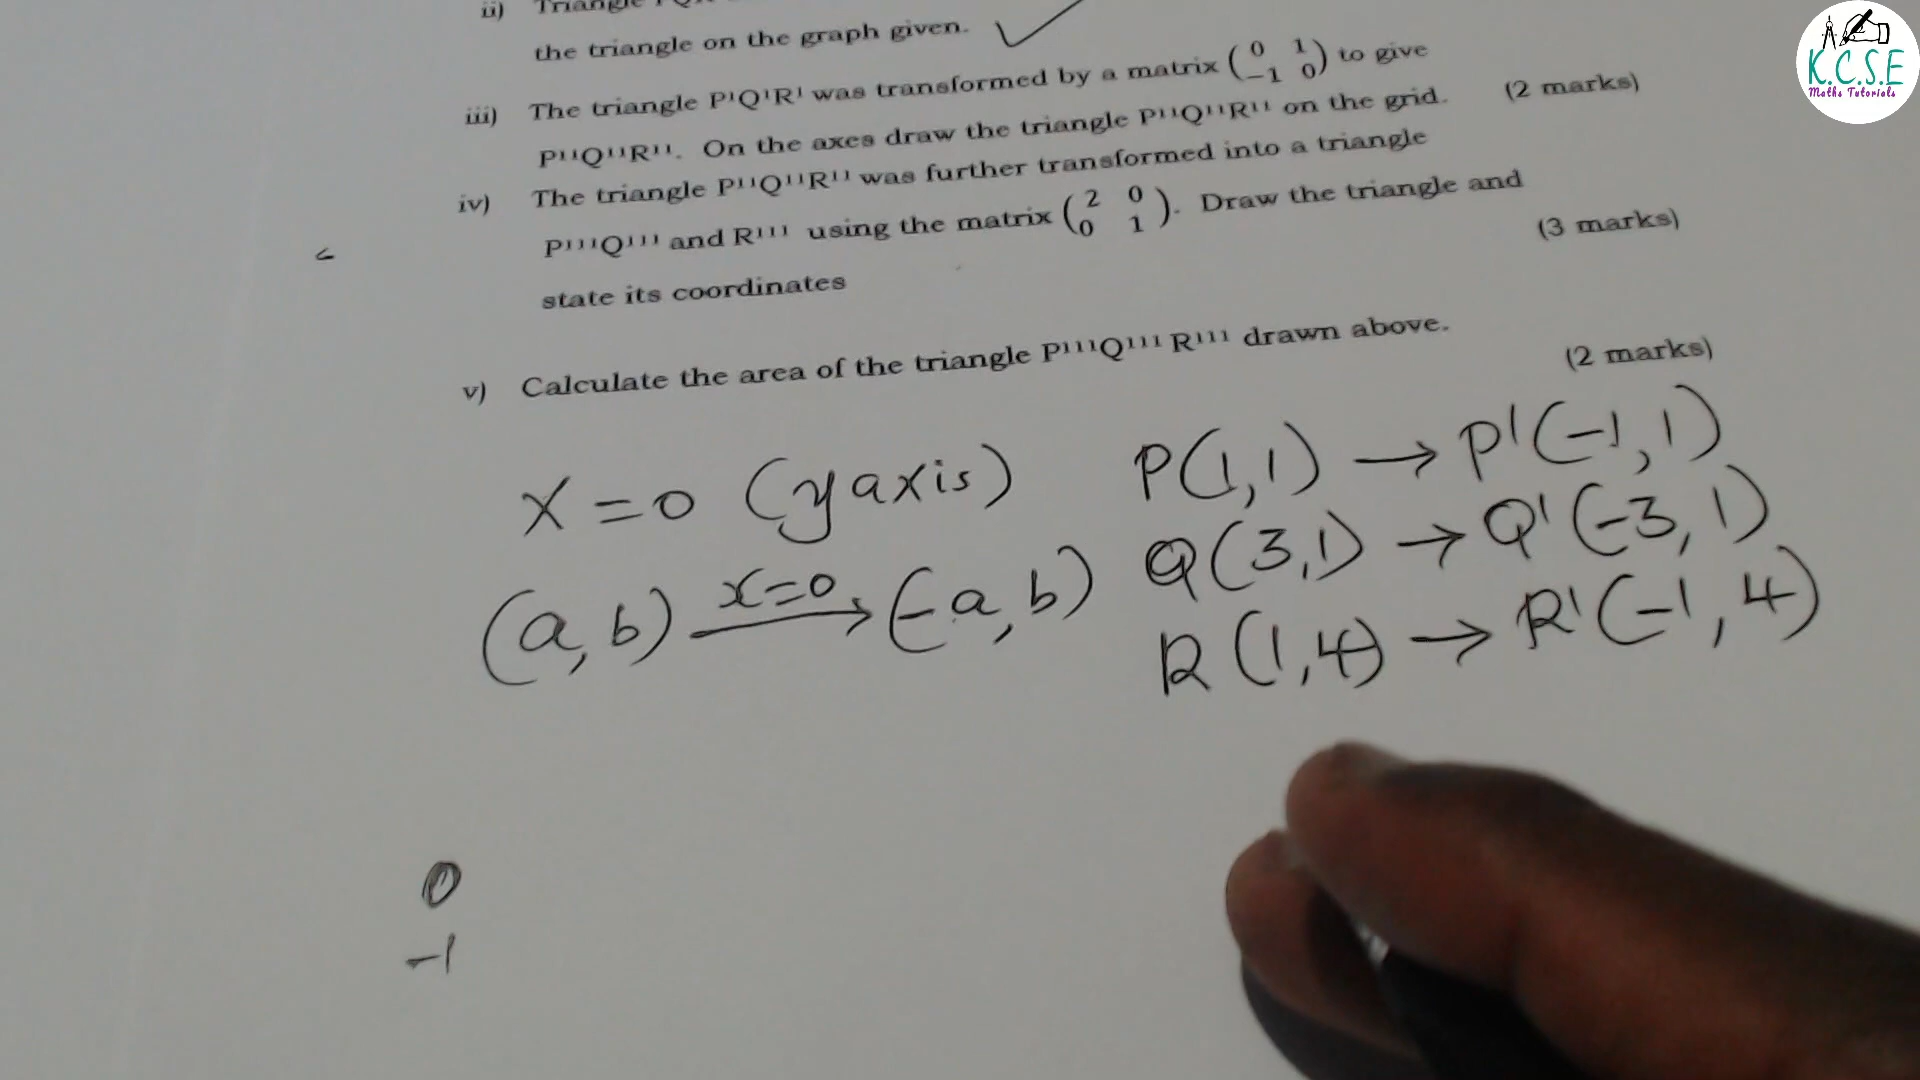 ii) Triangle
the triangle on the graph given.
iii) The triangle P'Q'R' was transformed by a matrix (0 1 -1 0) to give
P''Q''R''. On the axes draw the triangle P''Q''R'' on the grid. (2 marks)
iv) The triangle P''Q''R'' was further transformed into a triangle
P'''Q''' and R''' using the matrix (2 0 0 1). Draw the triangle and
state its coordinates (3 marks)
v) Calculate the area of the triangle P'''Q'''R''' drawn above.
(2 marks)
x = 0 (y axis)
(a, b) x=0 → (-a, b)
P(1,1) → P'(-1,1)
Q(3,1) → Q'(-3,1)
R(1,4) → R'(-1,4)
0
-1
K.C.S.E
Maths Tutorials